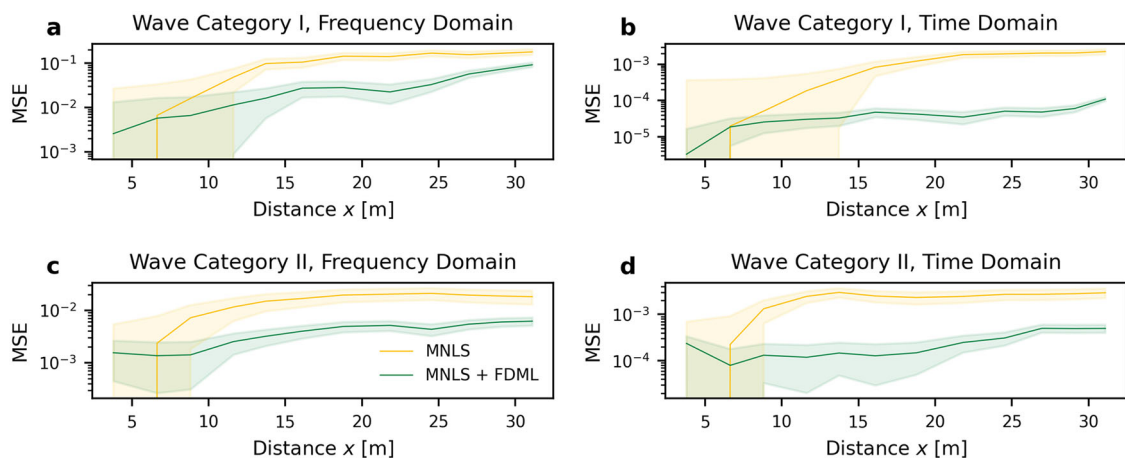 a
Wave Category I, Frequency Domain
MSE
10⁻¹
10⁻²
10⁻³
5 10 15 20 25 30
Distance x [m]
b
Wave Category I, Time Domain
MSE
10⁻³
10⁻⁴
10⁻⁵
5 10 15 20 25 30
Distance x [m]
c
Wave Category II, Frequency Domain
MSE
10⁻²
10⁻³
MNLS
MNLS + FDML
5 10 15 20 25 30
Distance x [m]
d
Wave Category II, Time Domain
MSE
10⁻³
10⁻⁴
5 10 15 20 25 30
Distance x [m]